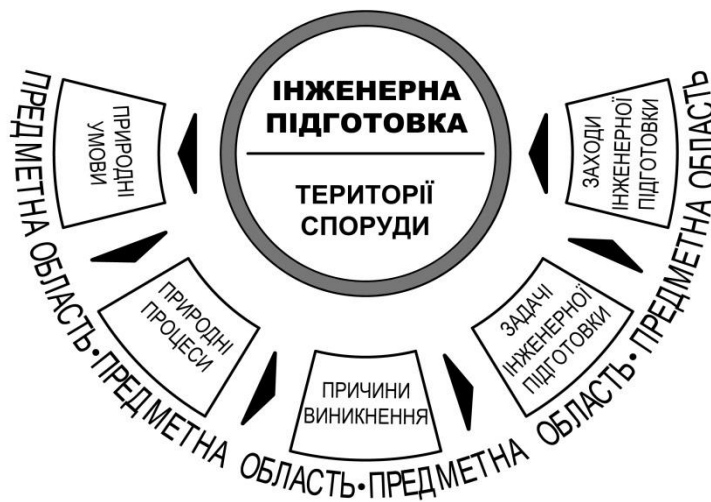 ІНЖЕНЕРНА
ПІДГОТОВКА
ТЕРИТОРІЇ
СПОРУДИ
ПРИРОДНІ
УМОВИ
ПРИРОДНІ
ПРОЦЕСИ
ПРИЧИНИ
ВИНИКНЕННЯ
ЗАДАЧІ
ІНЖЕНЕРНОЇ
ПІДГОТОВКИ
ЗАХОДИ
ІНЖЕНЕРНОЇ
ПІДГОТОВКИ
ПРЕДМЕТНА ОБЛАСТЬ•ПРЕДМЕТНА ОБЛАСТЬ•ПРЕДМЕТНА ОБЛАСТЬ•ПРЕДМЕТНА ОБЛАСТЬ